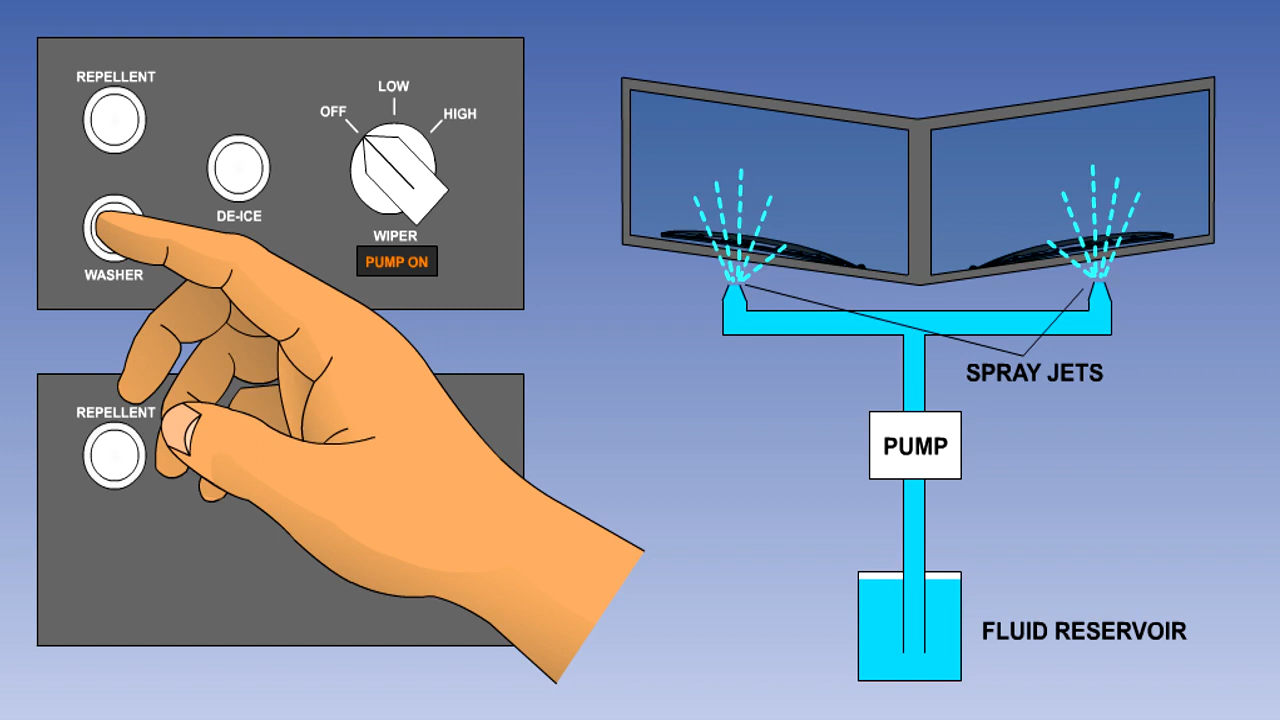 REPELLENT
LOW
OFF
HIGH
DE-ICE
WIPER
PUMP ON
WASHER
REPELLENT
SPRAY JETS
PUMP
FLUID RESERVOIR